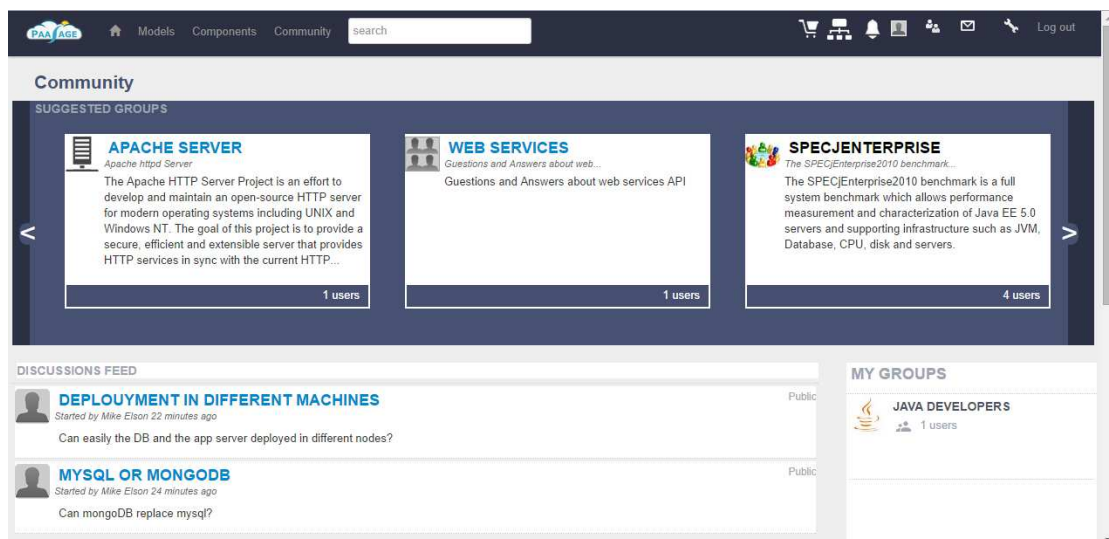 PAASAGE Models Components Community search Log out
Community
SUGGESTED GROUPS
APACHE SERVER
Apache httpd Server
The Apache HTTP Server Project is an effort to
develop and maintain an open-source HTTP server
for modern operating systems including UNIX and
Windows NT. The goal of this project is to provide a
secure, efficient and extensible server that provides
HTTP services in sync with the current HTTP...
1 users
WEB SERVICES
Guestions and Answers about web...
Guestions and Answers about web services API
1 users
SPECJENTERPRISE
The SPECjEnterprise2010 benchmark...
The SPECjEnterprise2010 benchmark is a full
system benchmark which allows performance
measurement and characterization of Java EE 5.0
servers and supporting infrastructure such as JVM,
Database, CPU, disk and servers.
4 users
<
>
DISCUSSIONS FEED
DEPLOUYMENT IN DIFFERENT MACHINES
Public
Started by Mike Elson 22 minutes ago
Can easily the DB and the app server deployed in different nodes?
MYSQL OR MONGODB
Public
Started by Mike Elson 24 minutes ago
Can mongoDB replace mysql?
MY GROUPS
JAVA DEVELOPERS
1 users